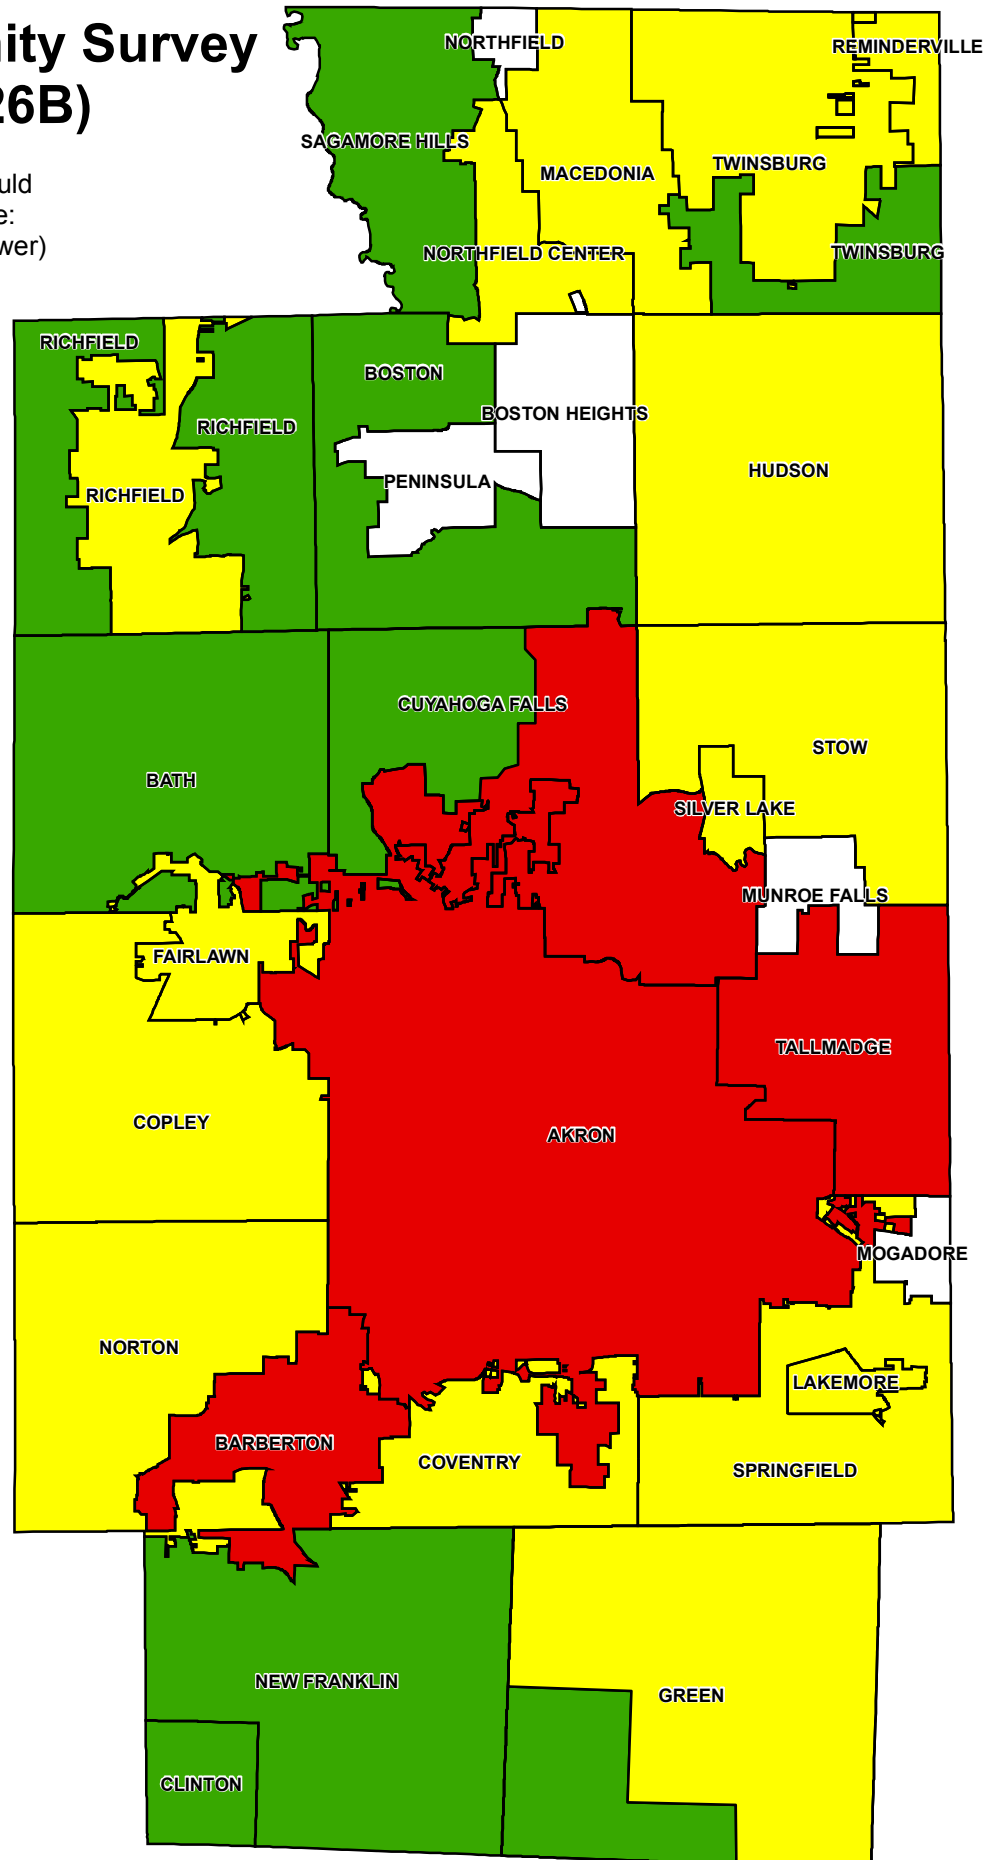 ity Survey
26B)
uld
e:
wer)
NORTHFIELD
REMINDERVILLE
SAGAMORE HILLS
MACEDONIA
TWINSBURG
NORTHFIELD CENTER
TWINSBURG
RICHFIELD
BOSTON
BOSTON HEIGHTS
RICHFIELD
HUDSON
PENINSULA
RICHFIELD
CUYAHOGA FALLS
STOW
BATH
SILVER LAKE
MUNROE FALLS
FAIRLAWN
TALLMADGE
COPLEY
AKRON
MOGADORE
NORTON
LAKEMORE
BARBERTON
COVENTRY
SPRINGFIELD
NEW FRANKLIN
GREEN
CLINTON